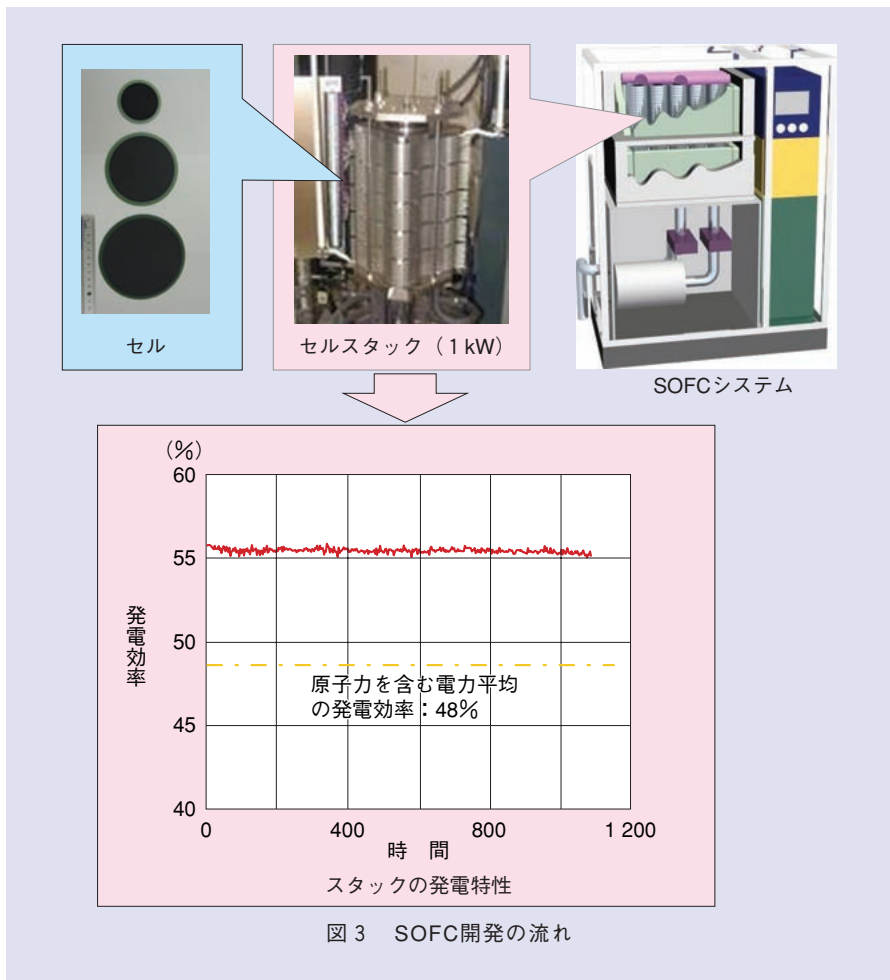 セル
セルスタック（1 kW）
SOFCシステム
（％）
60
55
50
45
40
発電効率
原子力を含む電力平均
の発電効率：48％
0
400
800
1 200
時　間
スタックの発電特性
図 3　SOFC開発の流れ